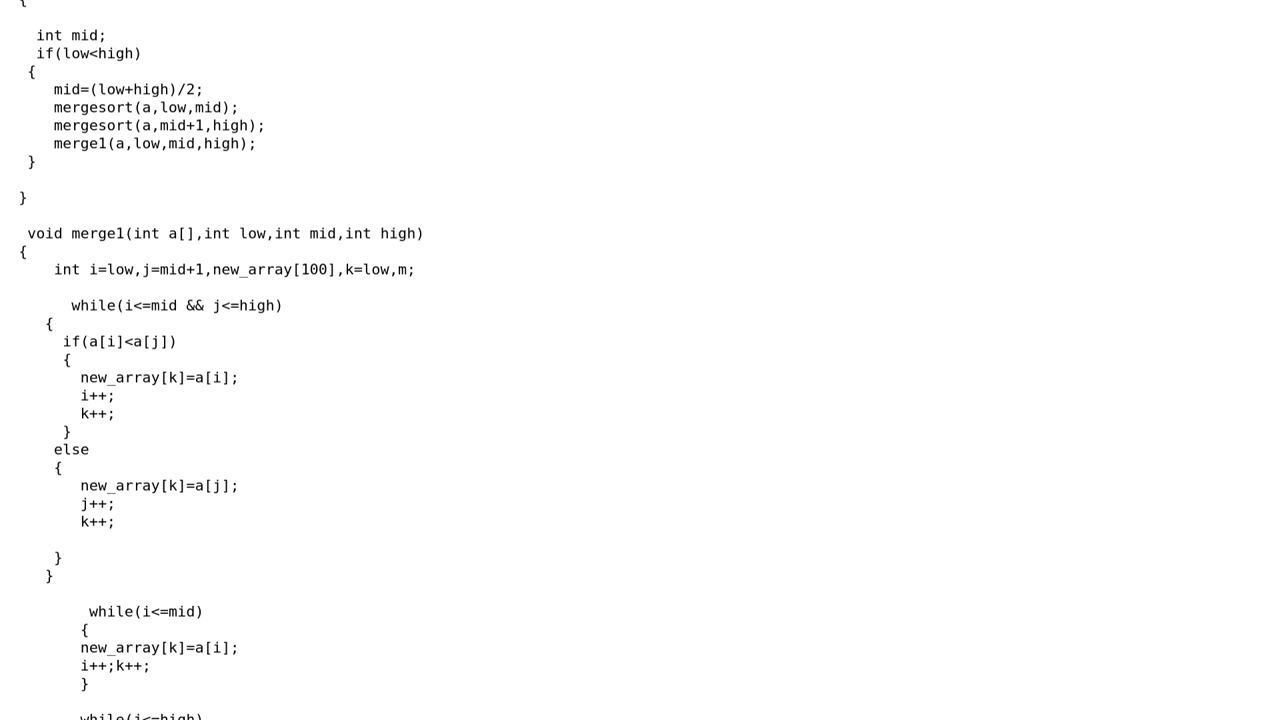 {
int mid;
if(low<high)
{
mid=(low+high)/2;
mergesort(a,low,mid);
mergesort(a,mid+1,high);
merge1(a,low,mid,high);
}
}
void merge1(int a[],int low,int mid,int high)
{
int i=low,j=mid+1,new_array[100],k=low,m;
while(i<=mid && j<=high)
{
if(a[i]<a[j])
{
new_array[k]=a[i];
i++;
k++;
}
else
{
new_array[k]=a[j];
j++;
k++;
}
}
while(i<=mid)
{
new_array[k]=a[i];
i++;k++;
}
while(j<=high)